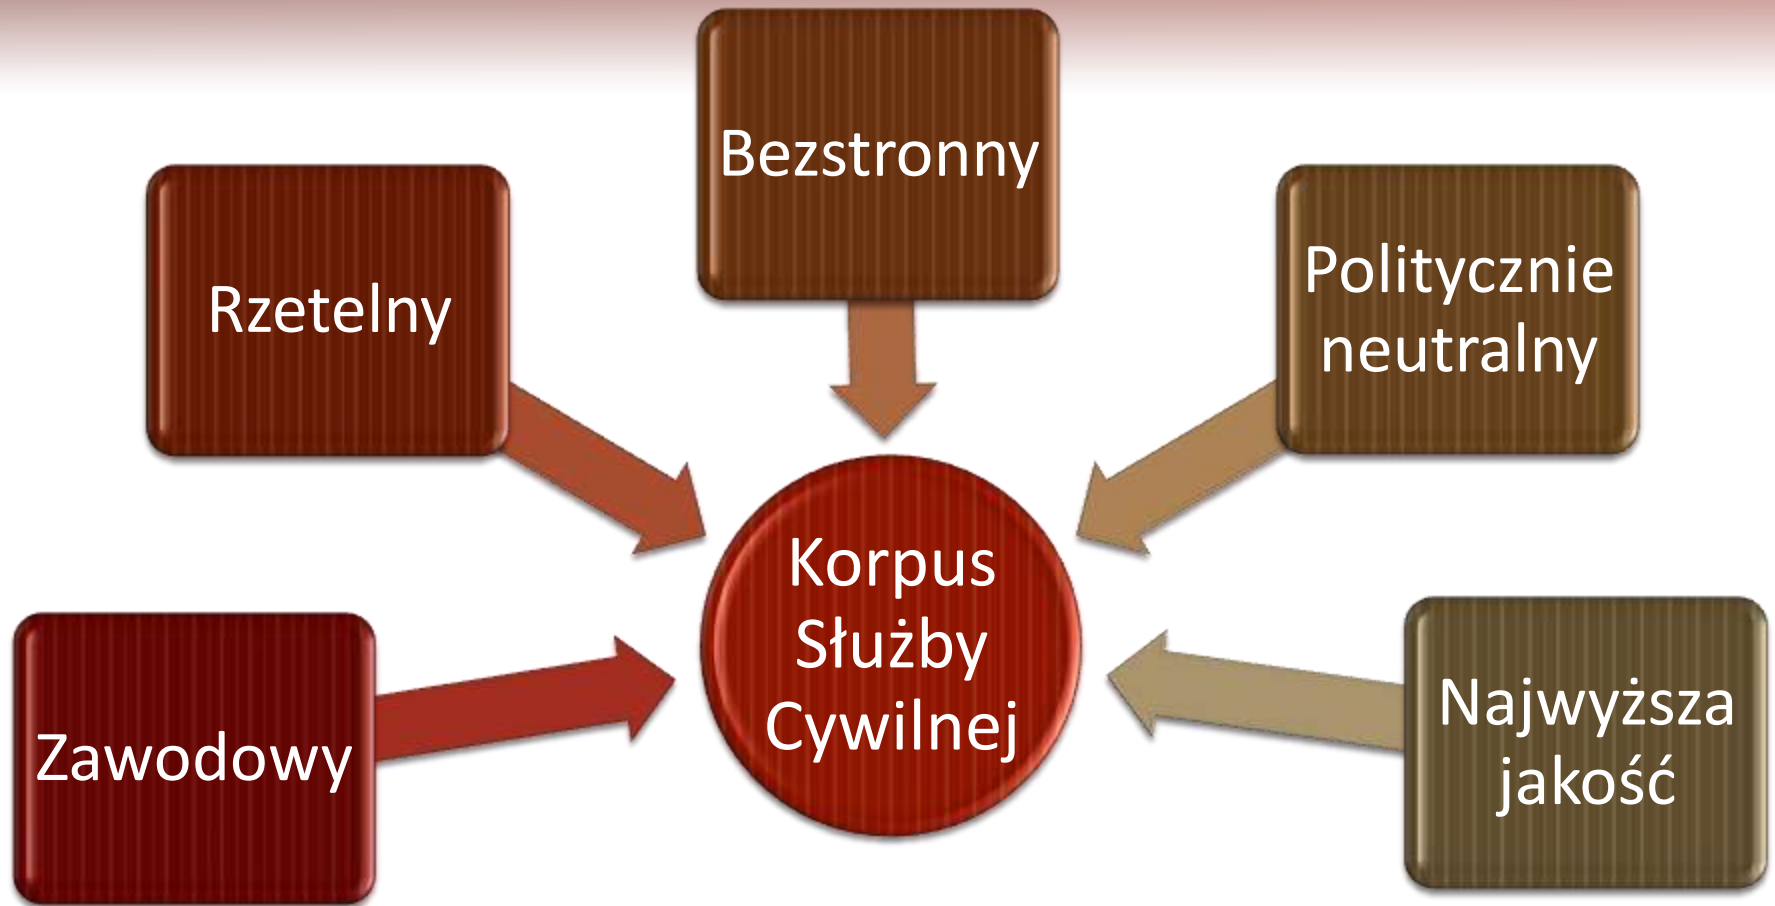 Bezstronny
Rzetelny
Politycznie
neutralny
Korpus
Służby
Cywilnej
Zawodowy
Najwyższa
jakość